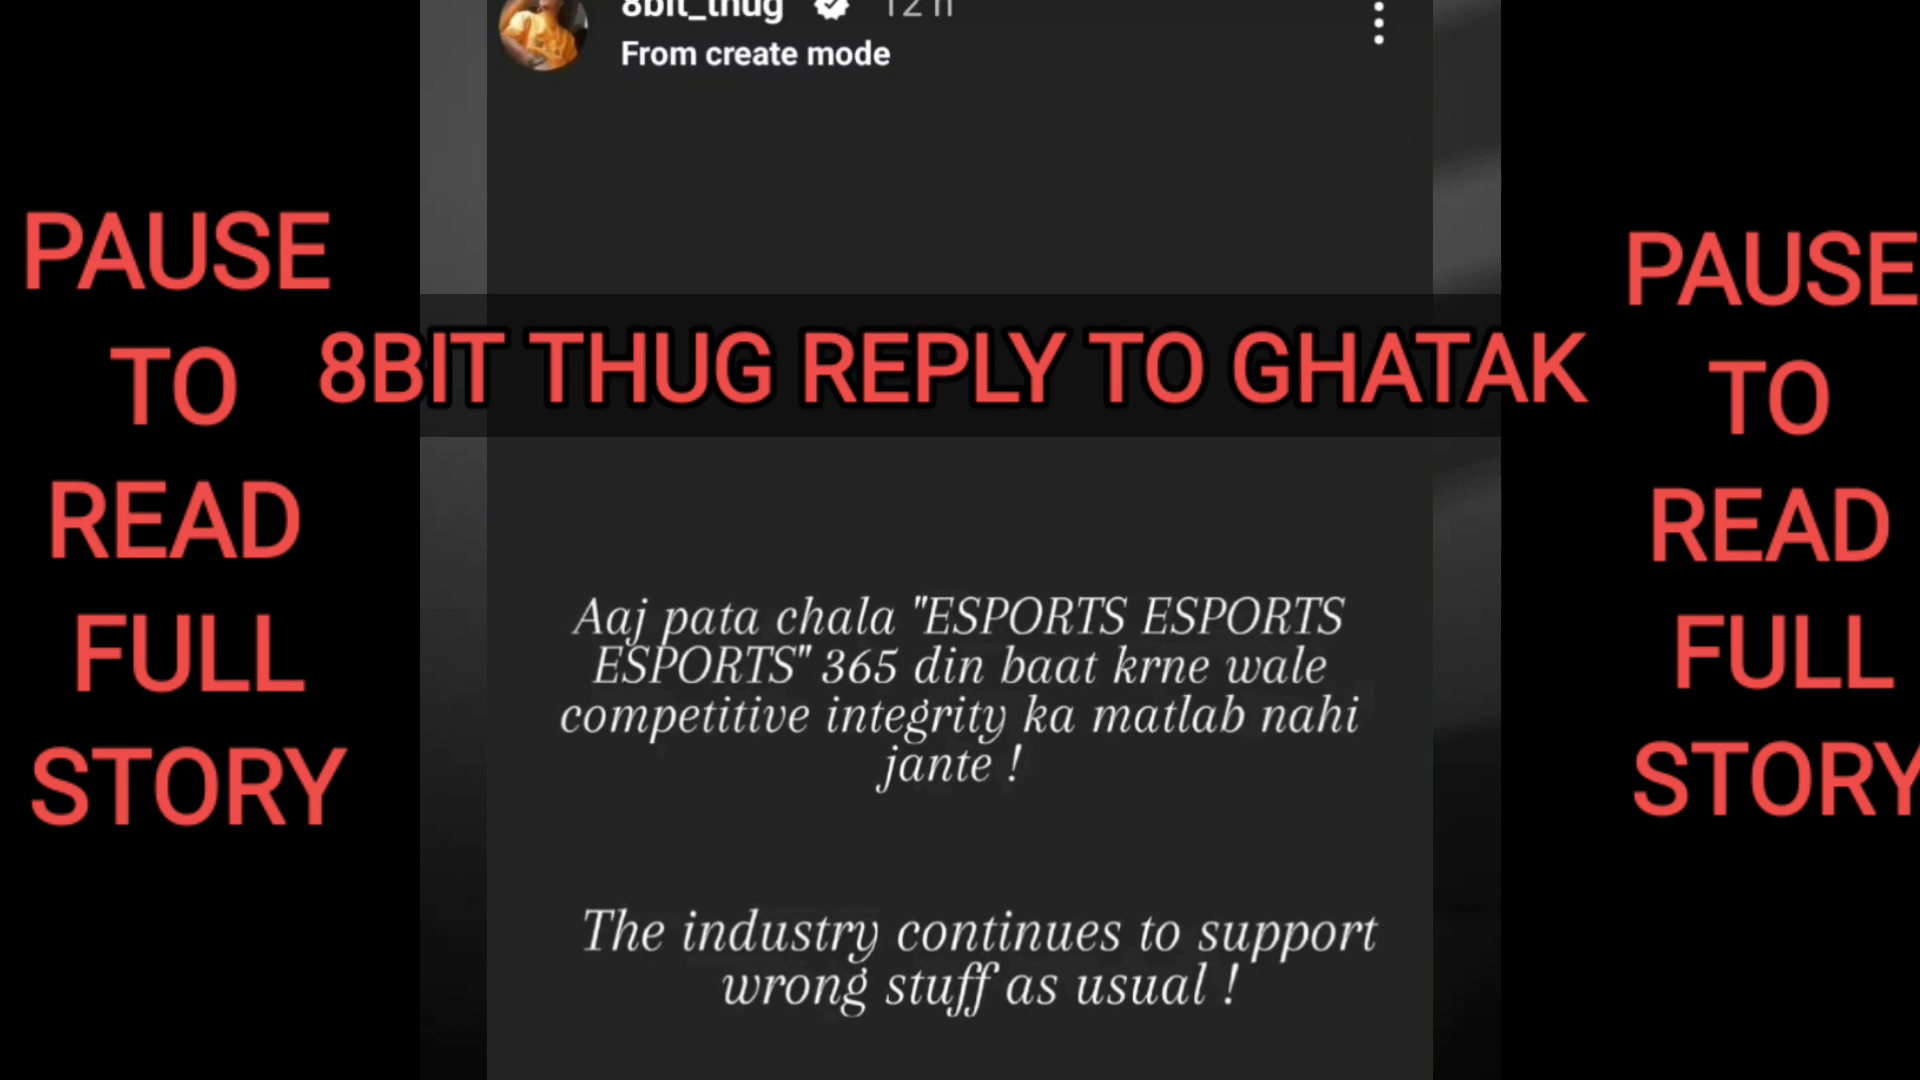 8bit_thug 12 h
From create mode
PAUSE
TO
READ
FULL
STORY
8BIT THUG REPLY TO GHATAK
PAUSE
TO
READ
FULL
STORY
Aaj pata chala "ESPORTS ESPORTS
ESPORTS" 365 din baat krne wale
competitive integrity ka matlab nahi
jante !
The industry continues to support
wrong stuff as usual !